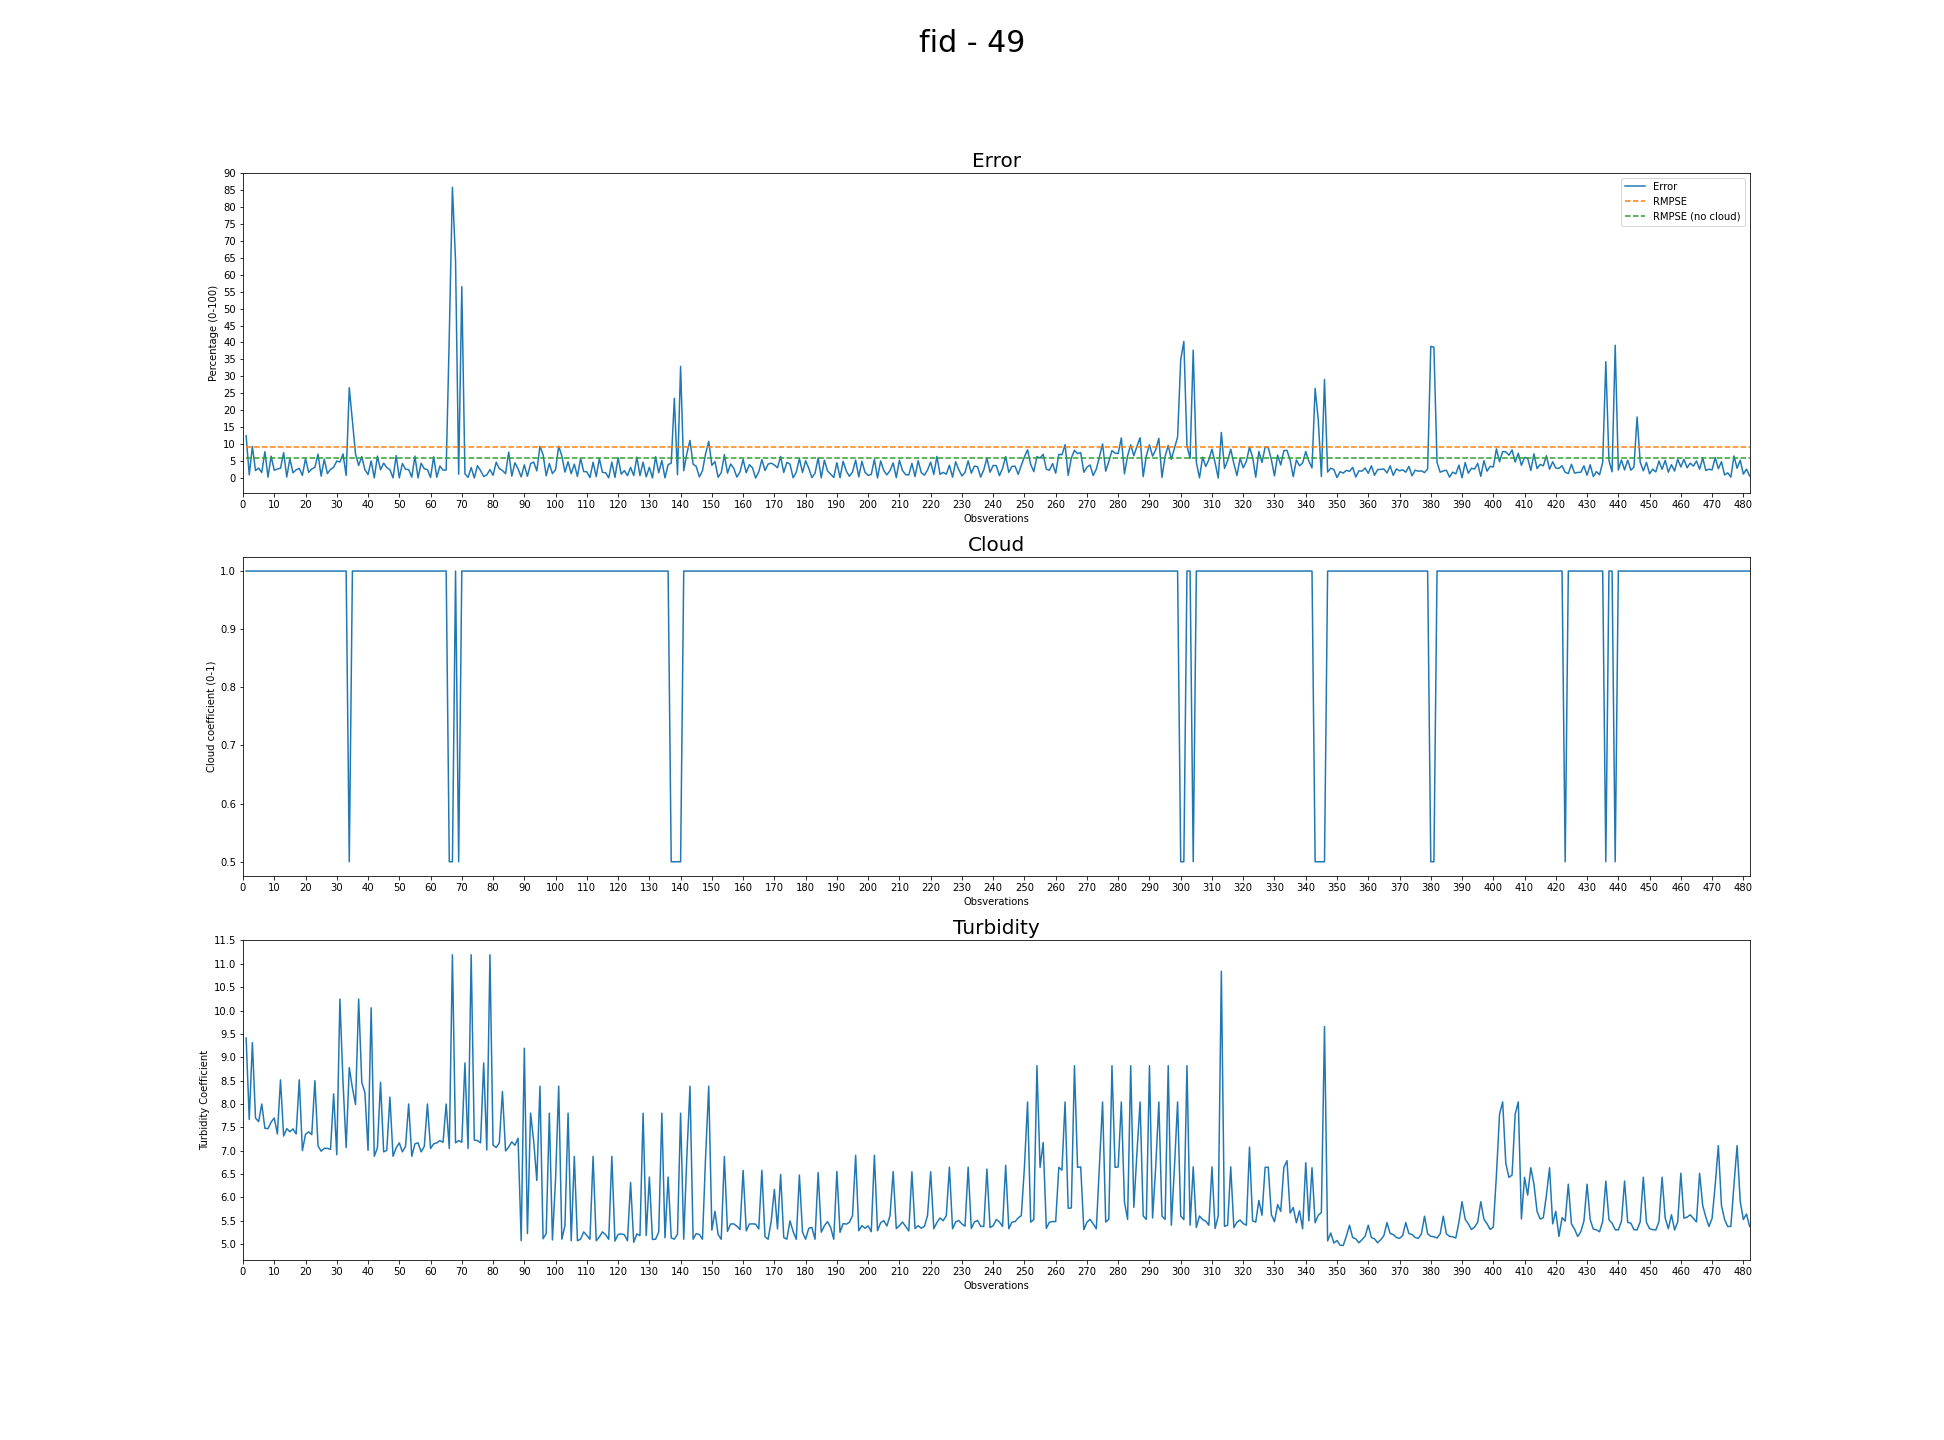 fid - 49
Error
90
85
80
75
70
65
60
55
50
45
40
35
30
25
20
15
10
5
0
Percentage (0-100)
Error
RMPSE
RMPSE (no cloud)
0 10 20 30 40 50 60 70 80 90 100 110 120 130 140 150 160 170 180 190 200 210 220 230 240 250 260 270 280 290 300 310 320 330 340 350 360 370 380 390 400 410 420 430 440 450 460 470 480
Obsverations
Cloud
1.0
0.9
0.8
0.7
0.6
0.5
Cloud coefficient (0-1)
0 10 20 30 40 50 60 70 80 90 100 110 120 130 140 150 160 170 180 190 200 210 220 230 240 250 260 270 280 290 300 310 320 330 340 350 360 370 380 390 400 410 420 430 440 450 460 470 480
Obsverations
Turbidity
11.5
11.0
10.5
10.0
9.5
9.0
8.5
8.0
7.5
7.0
6.5
6.0
5.5
5.0
Turbidity Coefficient
0 10 20 30 40 50 60 70 80 90 100 110 120 130 140 150 160 170 180 190 200 210 220 230 240 250 260 270 280 290 300 310 320 330 340 350 360 370 380 390 400 410 420 430 440 450 460 470 480
Obsverations